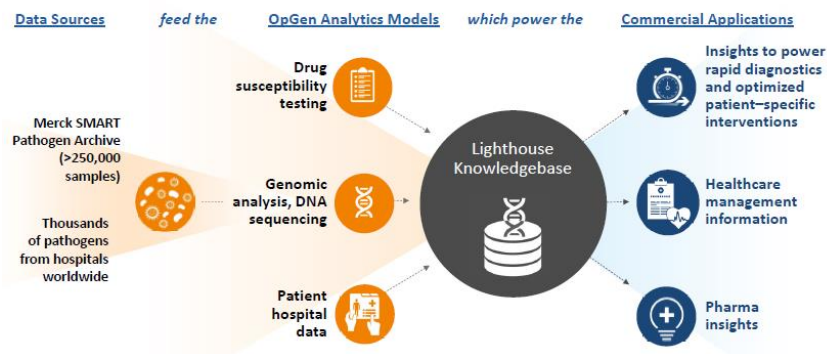 Data Sources
feed the
OpGen Analytics Models
which power the
Commercial Applications
Merck SMART
Pathogen Archive
(>250,000
samples)
Thousands
of pathogens
from hospitals
worldwide
Drug
susceptibility
testing
Genomic
analysis, DNA
sequencing
Patient
hospital
data
Lighthouse
Knowledgebase
Insights to power
rapid diagnostics
and optimized
patient–specific
interventions
Healthcare
management
information
Pharma
insights